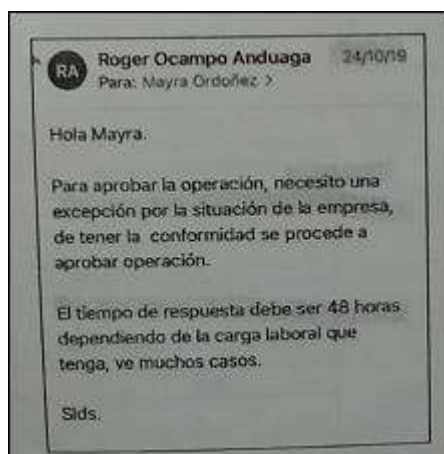 RA
Roger Ocampo Anduaga 24/10/19
Para: Mayra Ordoñez >
Hola Mayra.
Para aprobar la operación, necesito una
excepción por la situación de la empresa,
de tener la conformidad se procede a
aprobar operación.
El tiempo de respuesta debe ser 48 horas
dependiendo de la carga laboral que
tenga, ve muchos casos.
Slds.